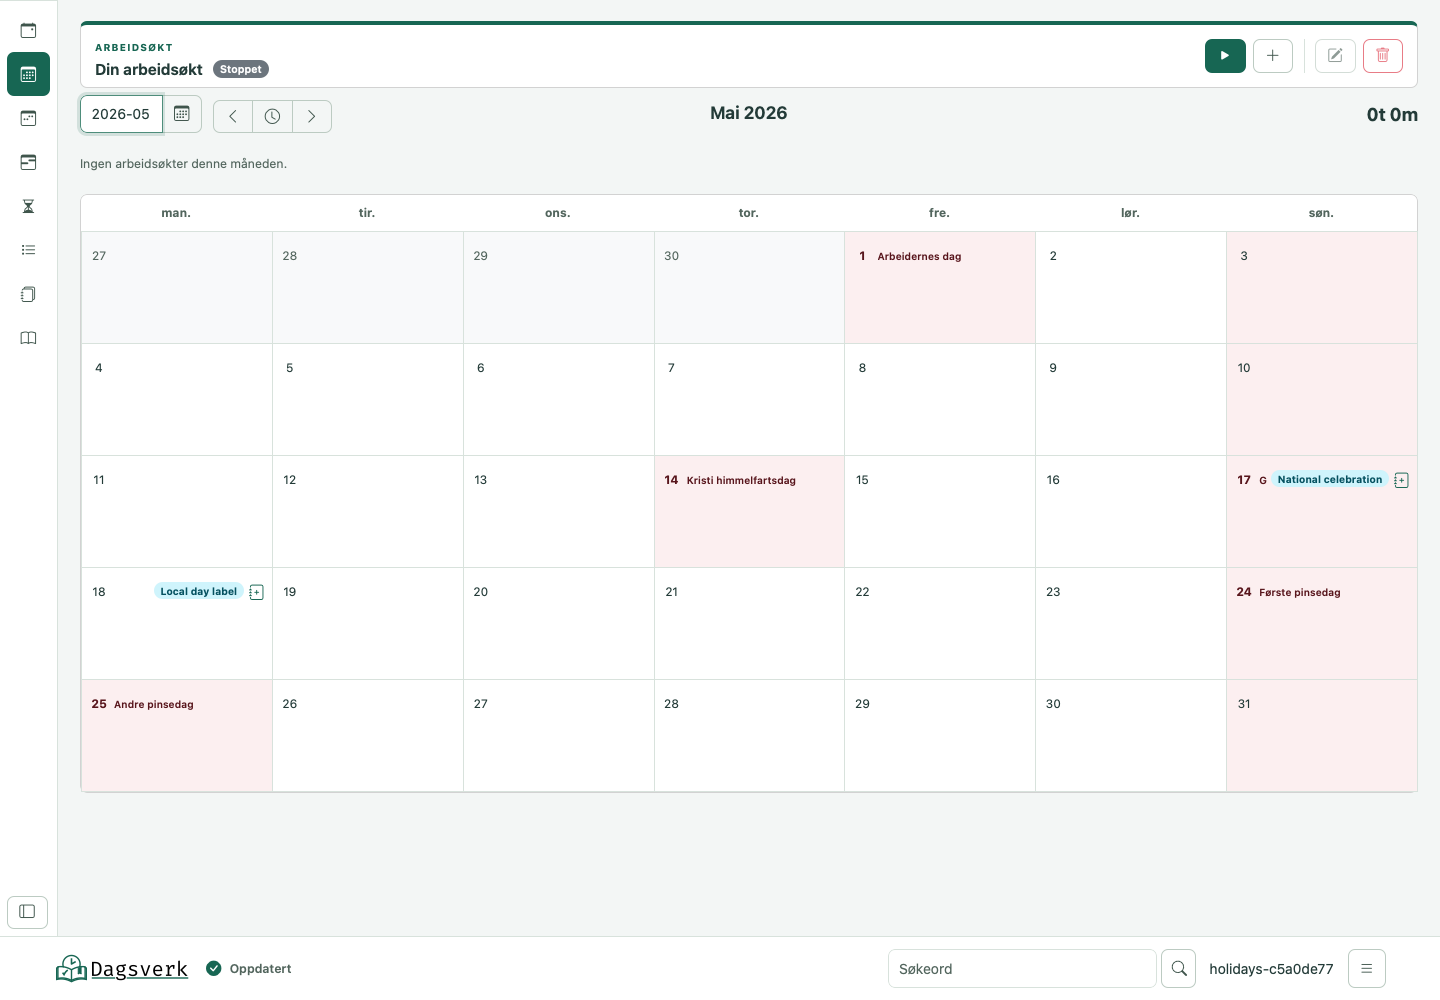 ARBEIDSØKT
Din arbeidsøkt Stoppet
2026-05
Mai 2026
0t 0m
Ingen arbeidsøkter denne måneden.
man. tir. ons. tor. fre. lør. søn.
27 28 29 30 1 Arbeidernes dag 2 3
4 5 6 7 8 9 10
11 12 13 14 Kristi himmelfartsdag 15 16 17 G National celebration
18 Local day label 19 20 21 22 23 24 Første pinsedag
25 Andre pinsedag 26 27 28 29 30 31
Dagsverk Oppdatert Søkeord holidays-c5a0de77